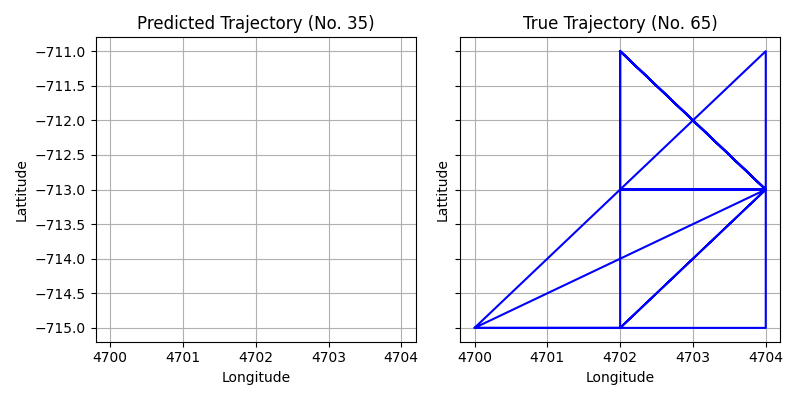 Predicted Trajectory (No. 35)
Lattitude
−711.0
−711.5
−712.0
−712.5
−713.0
−713.5
−714.0
−714.5
−715.0
4700 4701 4702 4703 4704
Longitude
True Trajectory (No. 65)
Lattitude
4700 4701 4702 4703 4704
Longitude